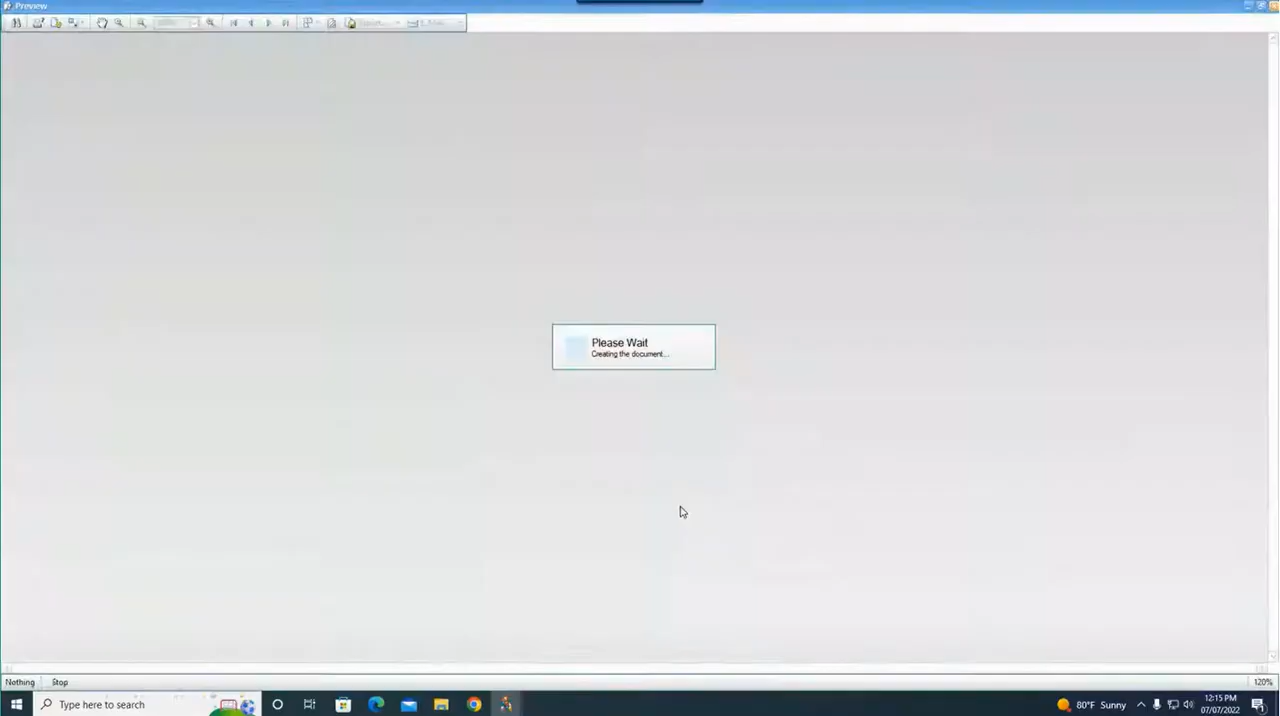 Preview
Please Wait
Creating the document...
Nothing
Stop
120%
Type here to search
80°F Sunny
12:15 PM
07/07/2022